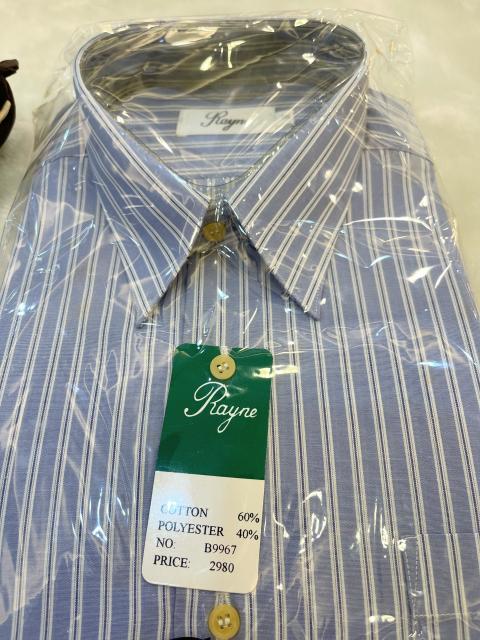 Rayne
Rayne
COTTON 60%
POLYESTER 40%
NO: B9967
PRICE: 2980